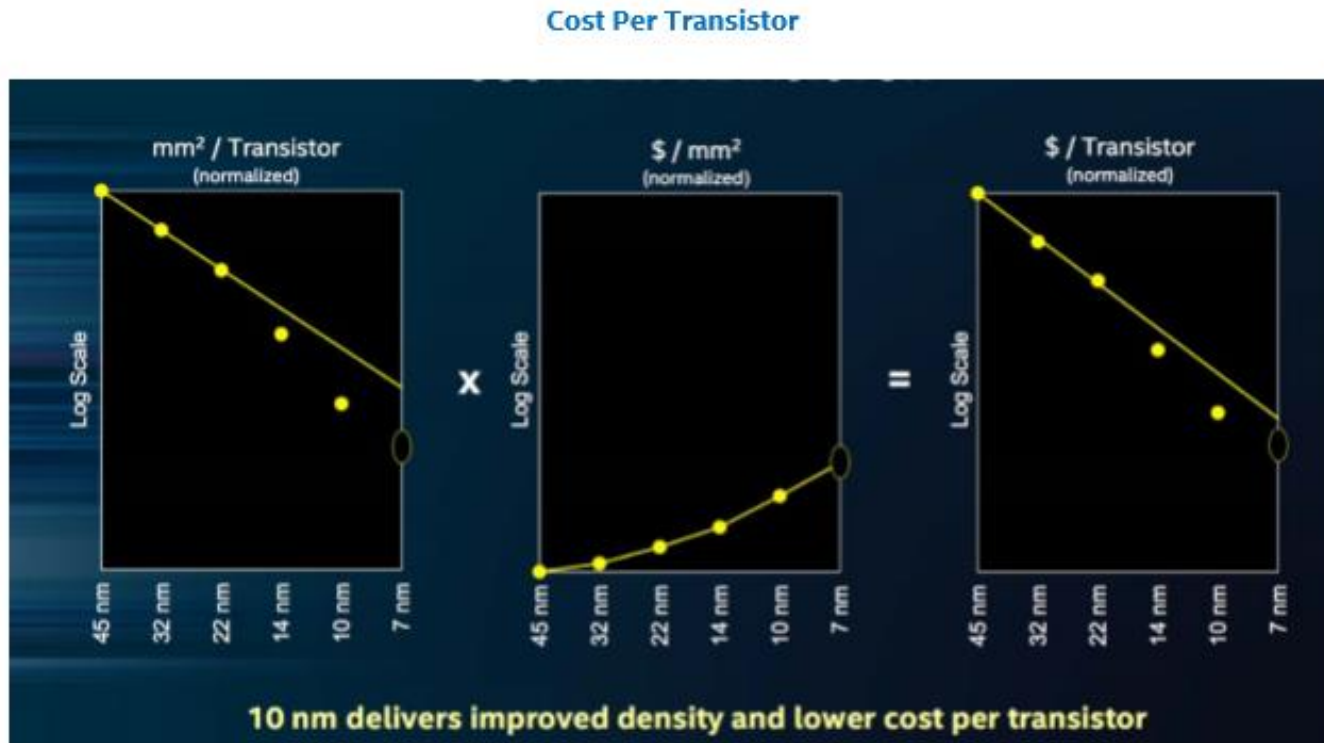 Cost Per Transistor
mm² / Transistor
(normalized)
Log Scale
45 nm
32 nm
22 nm
14 nm
10 nm
7 nm
x
$ / mm²
(normalized)
Log Scale
45 nm
32 nm
22 nm
14 nm
10 nm
7 nm
=
$ / Transistor
(normalized)
Log Scale
45 nm
32 nm
22 nm
14 nm
10 nm
7 nm
10 nm delivers improved density and lower cost per transistor